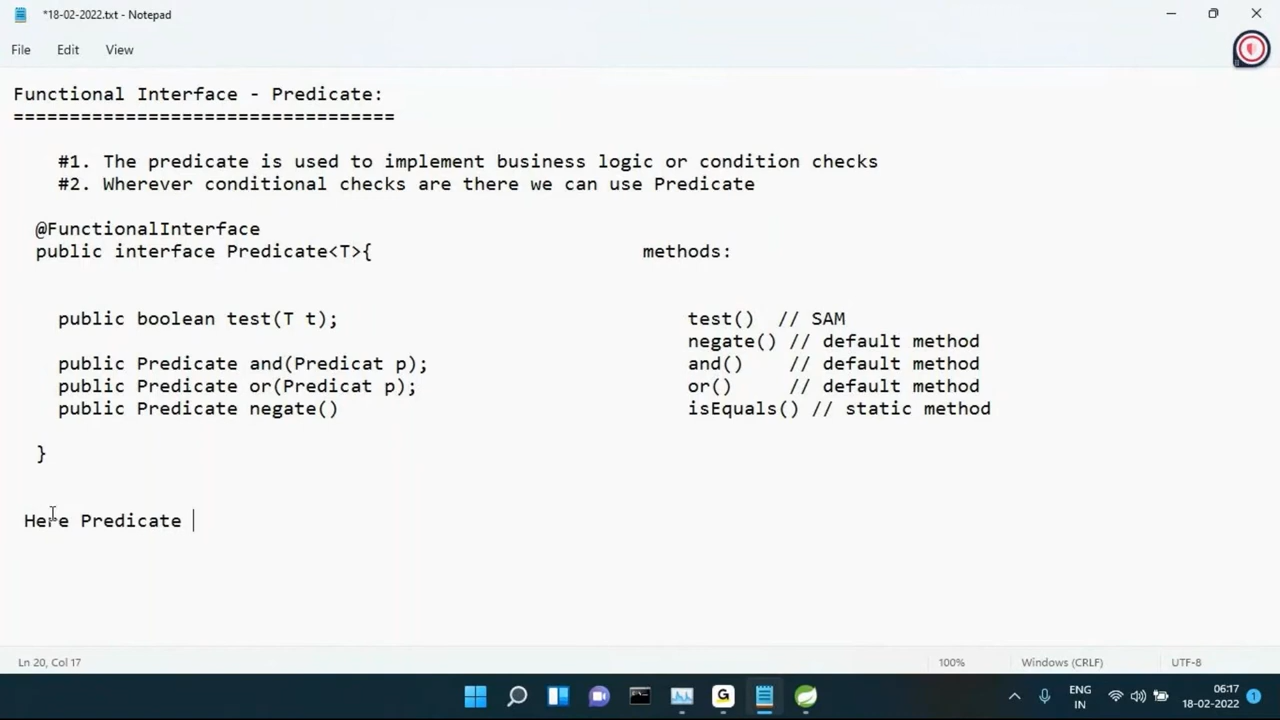 *18-02-2022.txt - Notepad
File Edit View
Functional Interface - Predicate:
==================================
#1. The predicate is used to implement business logic or condition checks
#2. Wherever conditional checks are there we can use Predicate
@FunctionalInterface
public interface Predicate<T>{ methods:
public boolean test(T t); test() // SAM
negate() // default method
public Predicate and(Predicat p); and() // default method
public Predicate or(Predicat p); or() // default method
public Predicate negate() isEquals() // static method
}
Here Predicate
Ln 20, Col 17 100% Windows (CRLF) UTF-8
ENG 06:17
IN 18-02-2022 1